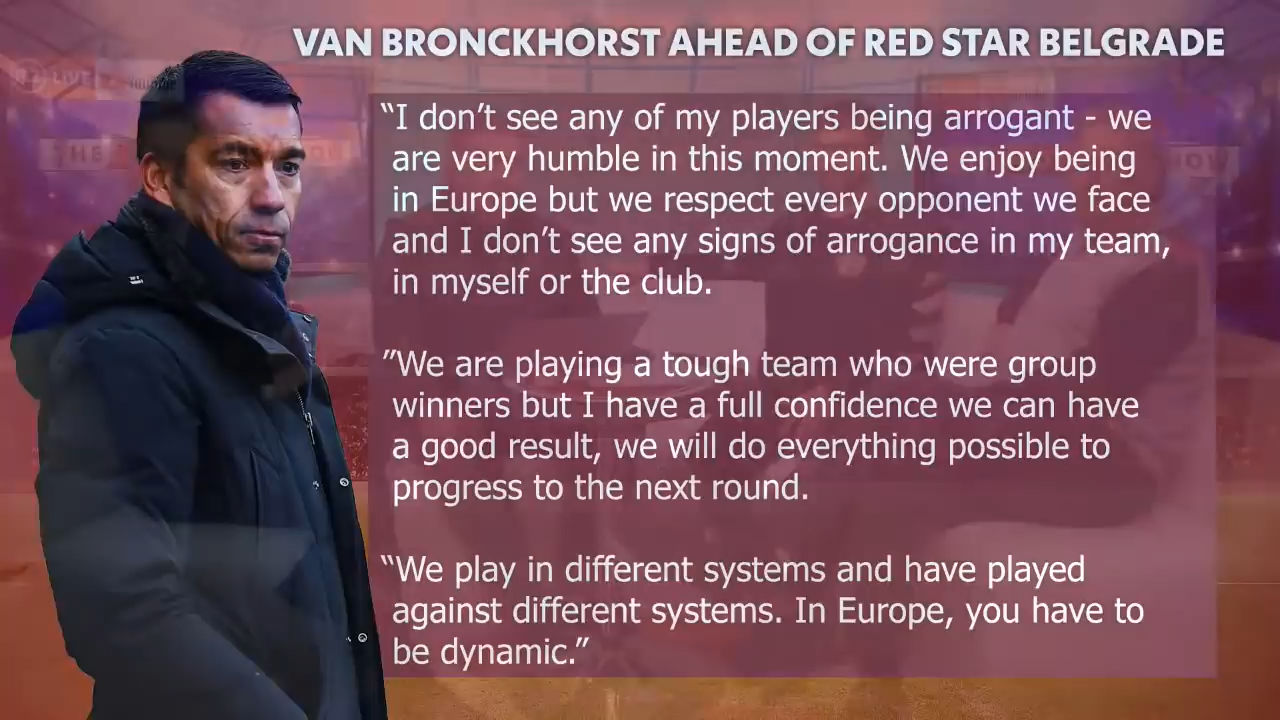 VAN BRONCKHORST AHEAD OF RED STAR BELGRADE
LIVE
THE
“I don’t see any of my players being arrogant - we
are very humble in this moment. We enjoy being
in Europe but we respect every opponent we face
and I don’t see any signs of arrogance in my team,
in myself or the club.
”We are playing a tough team who were group
winners but I have a full confidence we can have
a good result, we will do everything possible to
progress to the next round.
“We play in different systems and have played
against different systems. In Europe, you have to
be dynamic.”